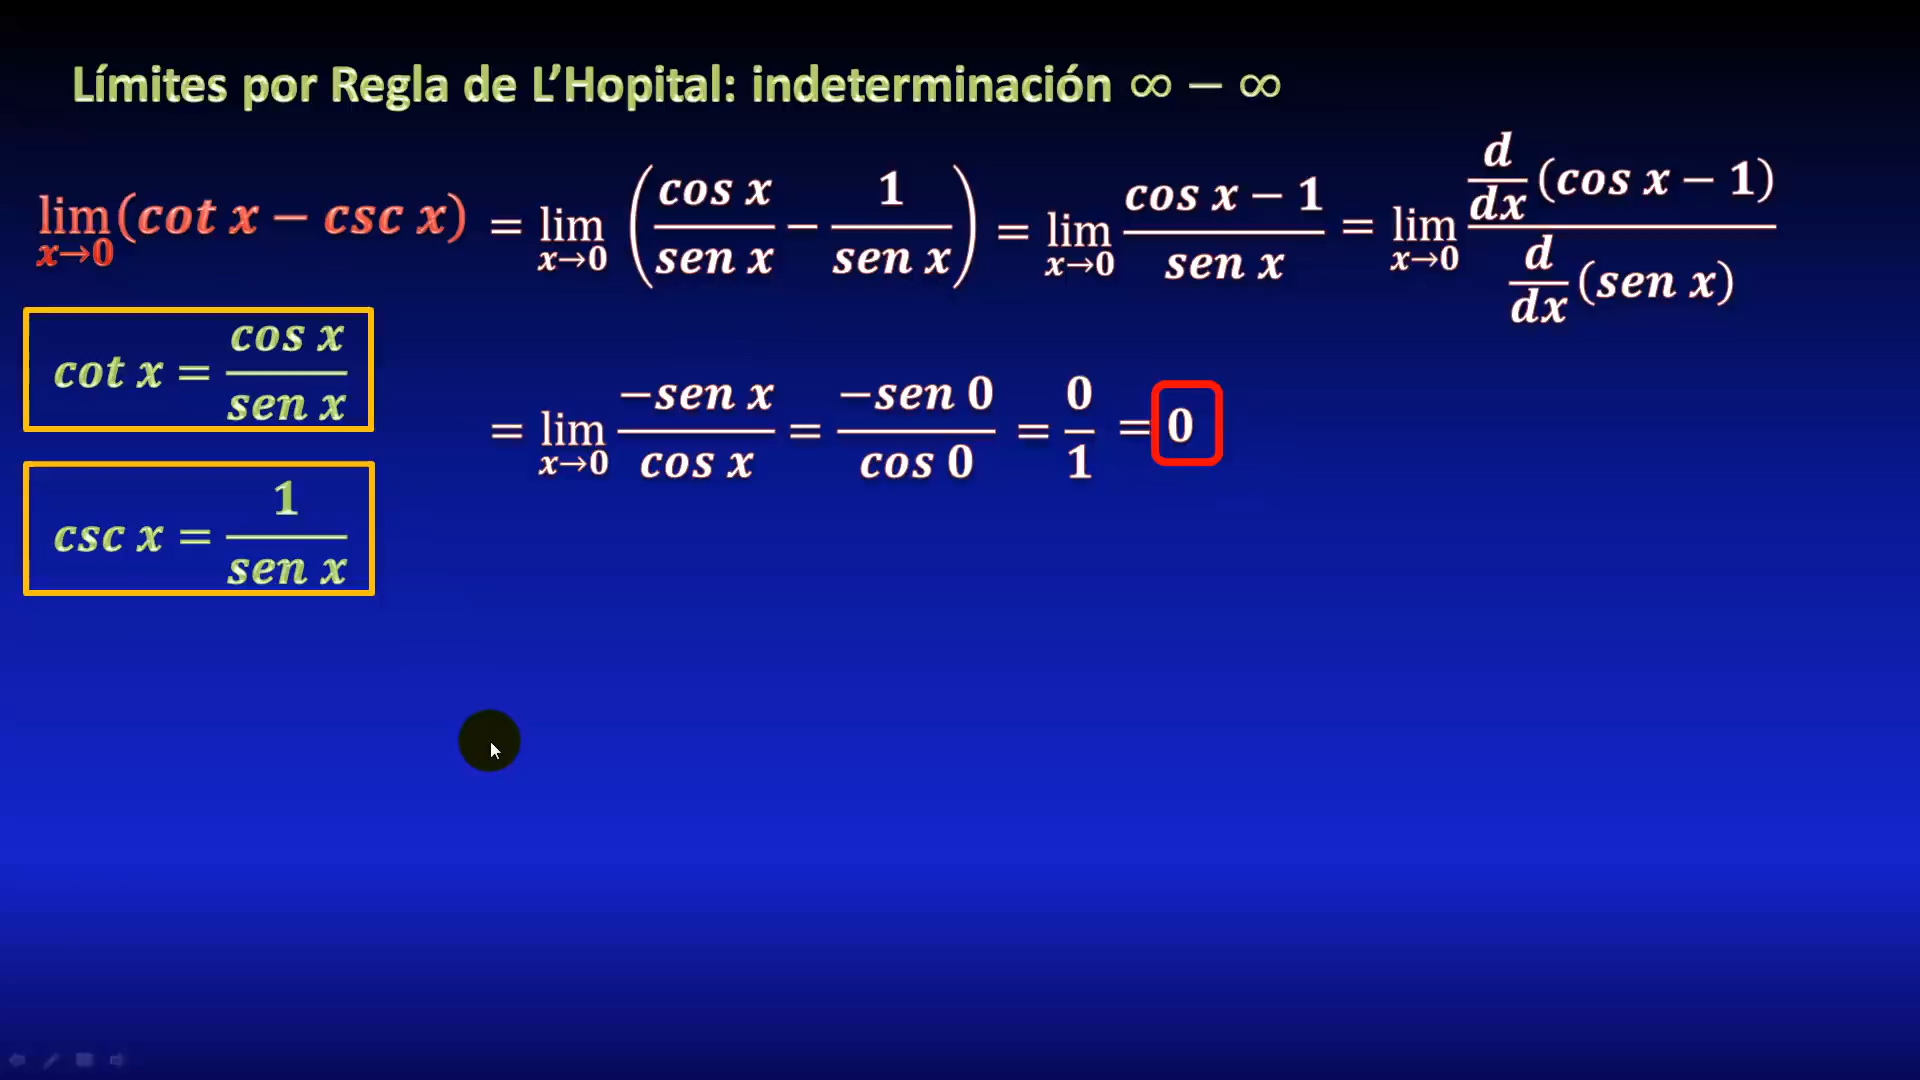 Límites por Regla de L’Hopital: indeterminación ∞ − ∞
lim x→0 (cot x − csc x) = lim x→0 (cos x / sen x − 1 / sen x) = lim x→0 (cos x − 1) / (sen x) = lim x→0 (d/dx (cos x − 1)) / (d/dx (sen x))
cot x = cos x / sen x
= lim x→0 (−sen x) / (cos x) = (−sen 0) / (cos 0) = 0/1 = 0
csc x = 1 / sen x